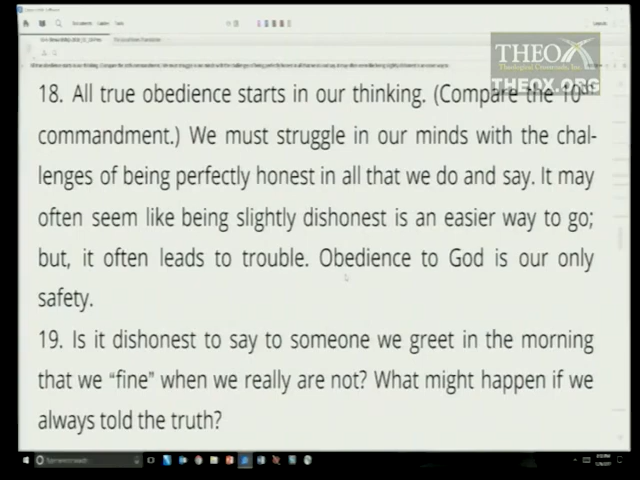 THEOX
THEOX.ORG
18. All true obedience starts in our thinking. (Compare the 10th
commandment.) We must struggle in our minds with the chal-
lenges of being perfectly honest in all that we do and say. It may
often seem like being slightly dishonest is an easier way to go;
but, it often leads to trouble. Obedience to God is our only
safety.
19. Is it dishonest to say to someone we greet in the morning
that we “fine” when we really are not? What might happen if we
always told the truth?